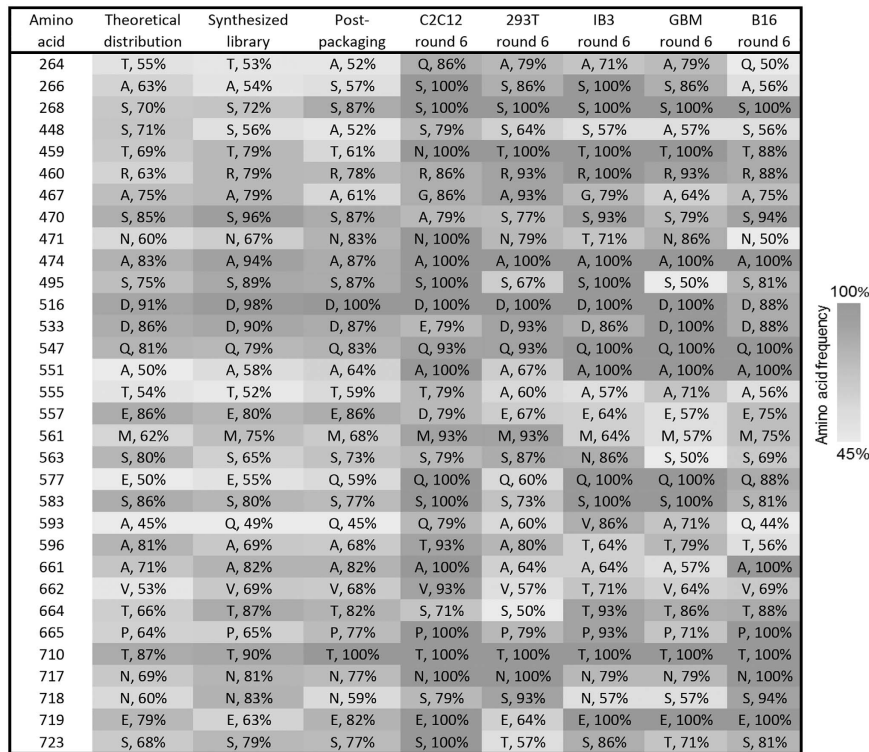 Amino Theoretical Synthesized Post- C2C12 293T IB3 GBM B16
acid distribution library packaging round 6 round 6 round 6 round 6 round 6
264 T, 55% T, 53% A, 52% Q, 86% A, 79% A, 71% A, 79% Q, 50%
266 A, 63% A, 54% S, 57% S, 100% S, 86% S, 100% S, 86% A, 56%
268 S, 70% S, 72% S, 87% S, 100% S, 100% S, 100% S, 100% S, 100%
448 S, 71% S, 56% A, 52% S, 79% S, 64% S, 57% A, 57% S, 56%
459 T, 69% T, 79% T, 61% N, 100% T, 100% T, 100% T, 100% T, 88%
460 R, 63% R, 79% R, 78% R, 86% R, 93% R, 100% R, 93% R, 88%
467 A, 75% A, 79% A, 61% G, 86% A, 93% G, 79% A, 64% A, 75%
470 S, 85% S, 96% S, 87% A, 79% S, 77% S, 93% S, 79% S, 94%
471 N, 60% N, 67% N, 83% N, 100% N, 79% T, 71% N, 86% N, 50%
474 A, 83% A, 94% A, 87% A, 100% A, 100% A, 100% A, 100% A, 100%
495 S, 75% S, 89% S, 87% S, 100% S, 67% S, 100% S, 50% S, 81%
516 D, 91% D, 98% D, 100% D, 100% D, 100% D, 100% D, 100% D, 88%
533 D, 86% D, 90% D, 87% E, 79% D, 93% D, 86% D, 100% D, 88%
547 Q, 81% Q, 79% Q, 83% Q, 93% Q, 93% Q, 100% Q, 100% Q, 100%
551 A, 50% A, 58% A, 64% A, 100% A, 67% A, 100% A, 100% A, 100%
555 T, 54% T, 52% T, 59% T, 79% A, 60% A, 57% A, 71% A, 56%
557 E, 86% E, 80% E, 86% D, 79% E, 67% E, 64% E, 57% E, 75%
561 M, 62% M, 75% M, 68% M, 93% M, 93% M, 64% M, 57% M, 75%
563 S, 80% S, 65% S, 73% S, 79% S, 87% N, 86% S, 50% S, 69%
577 E, 50% E, 55% Q, 59% Q, 100% Q, 60% Q, 100% Q, 100% Q, 88%
583 S, 86% S, 80% S, 77% S, 100% S, 73% S, 100% S, 100% S, 81%
593 A, 45% Q, 49% Q, 45% Q, 79% A, 60% V, 86% A, 71% Q, 44%
596 A, 81% A, 69% A, 68% T, 93% A, 80% T, 64% T, 79% T, 56%
661 A, 71% A, 82% A, 82% A, 100% A, 64% A, 64% A, 57% A, 100%
662 V, 53% V, 69% V, 68% V, 93% V, 57% T, 71% V, 64% V, 69%
664 T, 66% T, 87% T, 82% S, 71% S, 50% T, 93% T, 86% T, 88%
665 P, 64% P, 65% P, 77% P, 100% P, 79% P, 93% P, 71% P, 100%
710 T, 87% T, 90% T, 100% T, 100% T, 100% T, 100% T, 100% T, 100%
717 N, 69% N, 81% N, 77% N, 100% N, 100% N, 79% N, 79% N, 100%
718 N, 60% N, 83% N, 59% S, 79% S, 93% N, 57% S, 57% S, 94%
719 E, 79% E, 63% E, 82% E, 100% E, 64% E, 100% E, 100% E, 100%
723 S, 68% S, 79% S, 77% S, 100% T, 57% S, 86% T, 71% S, 81%
100%
Amino acid frequency
45%